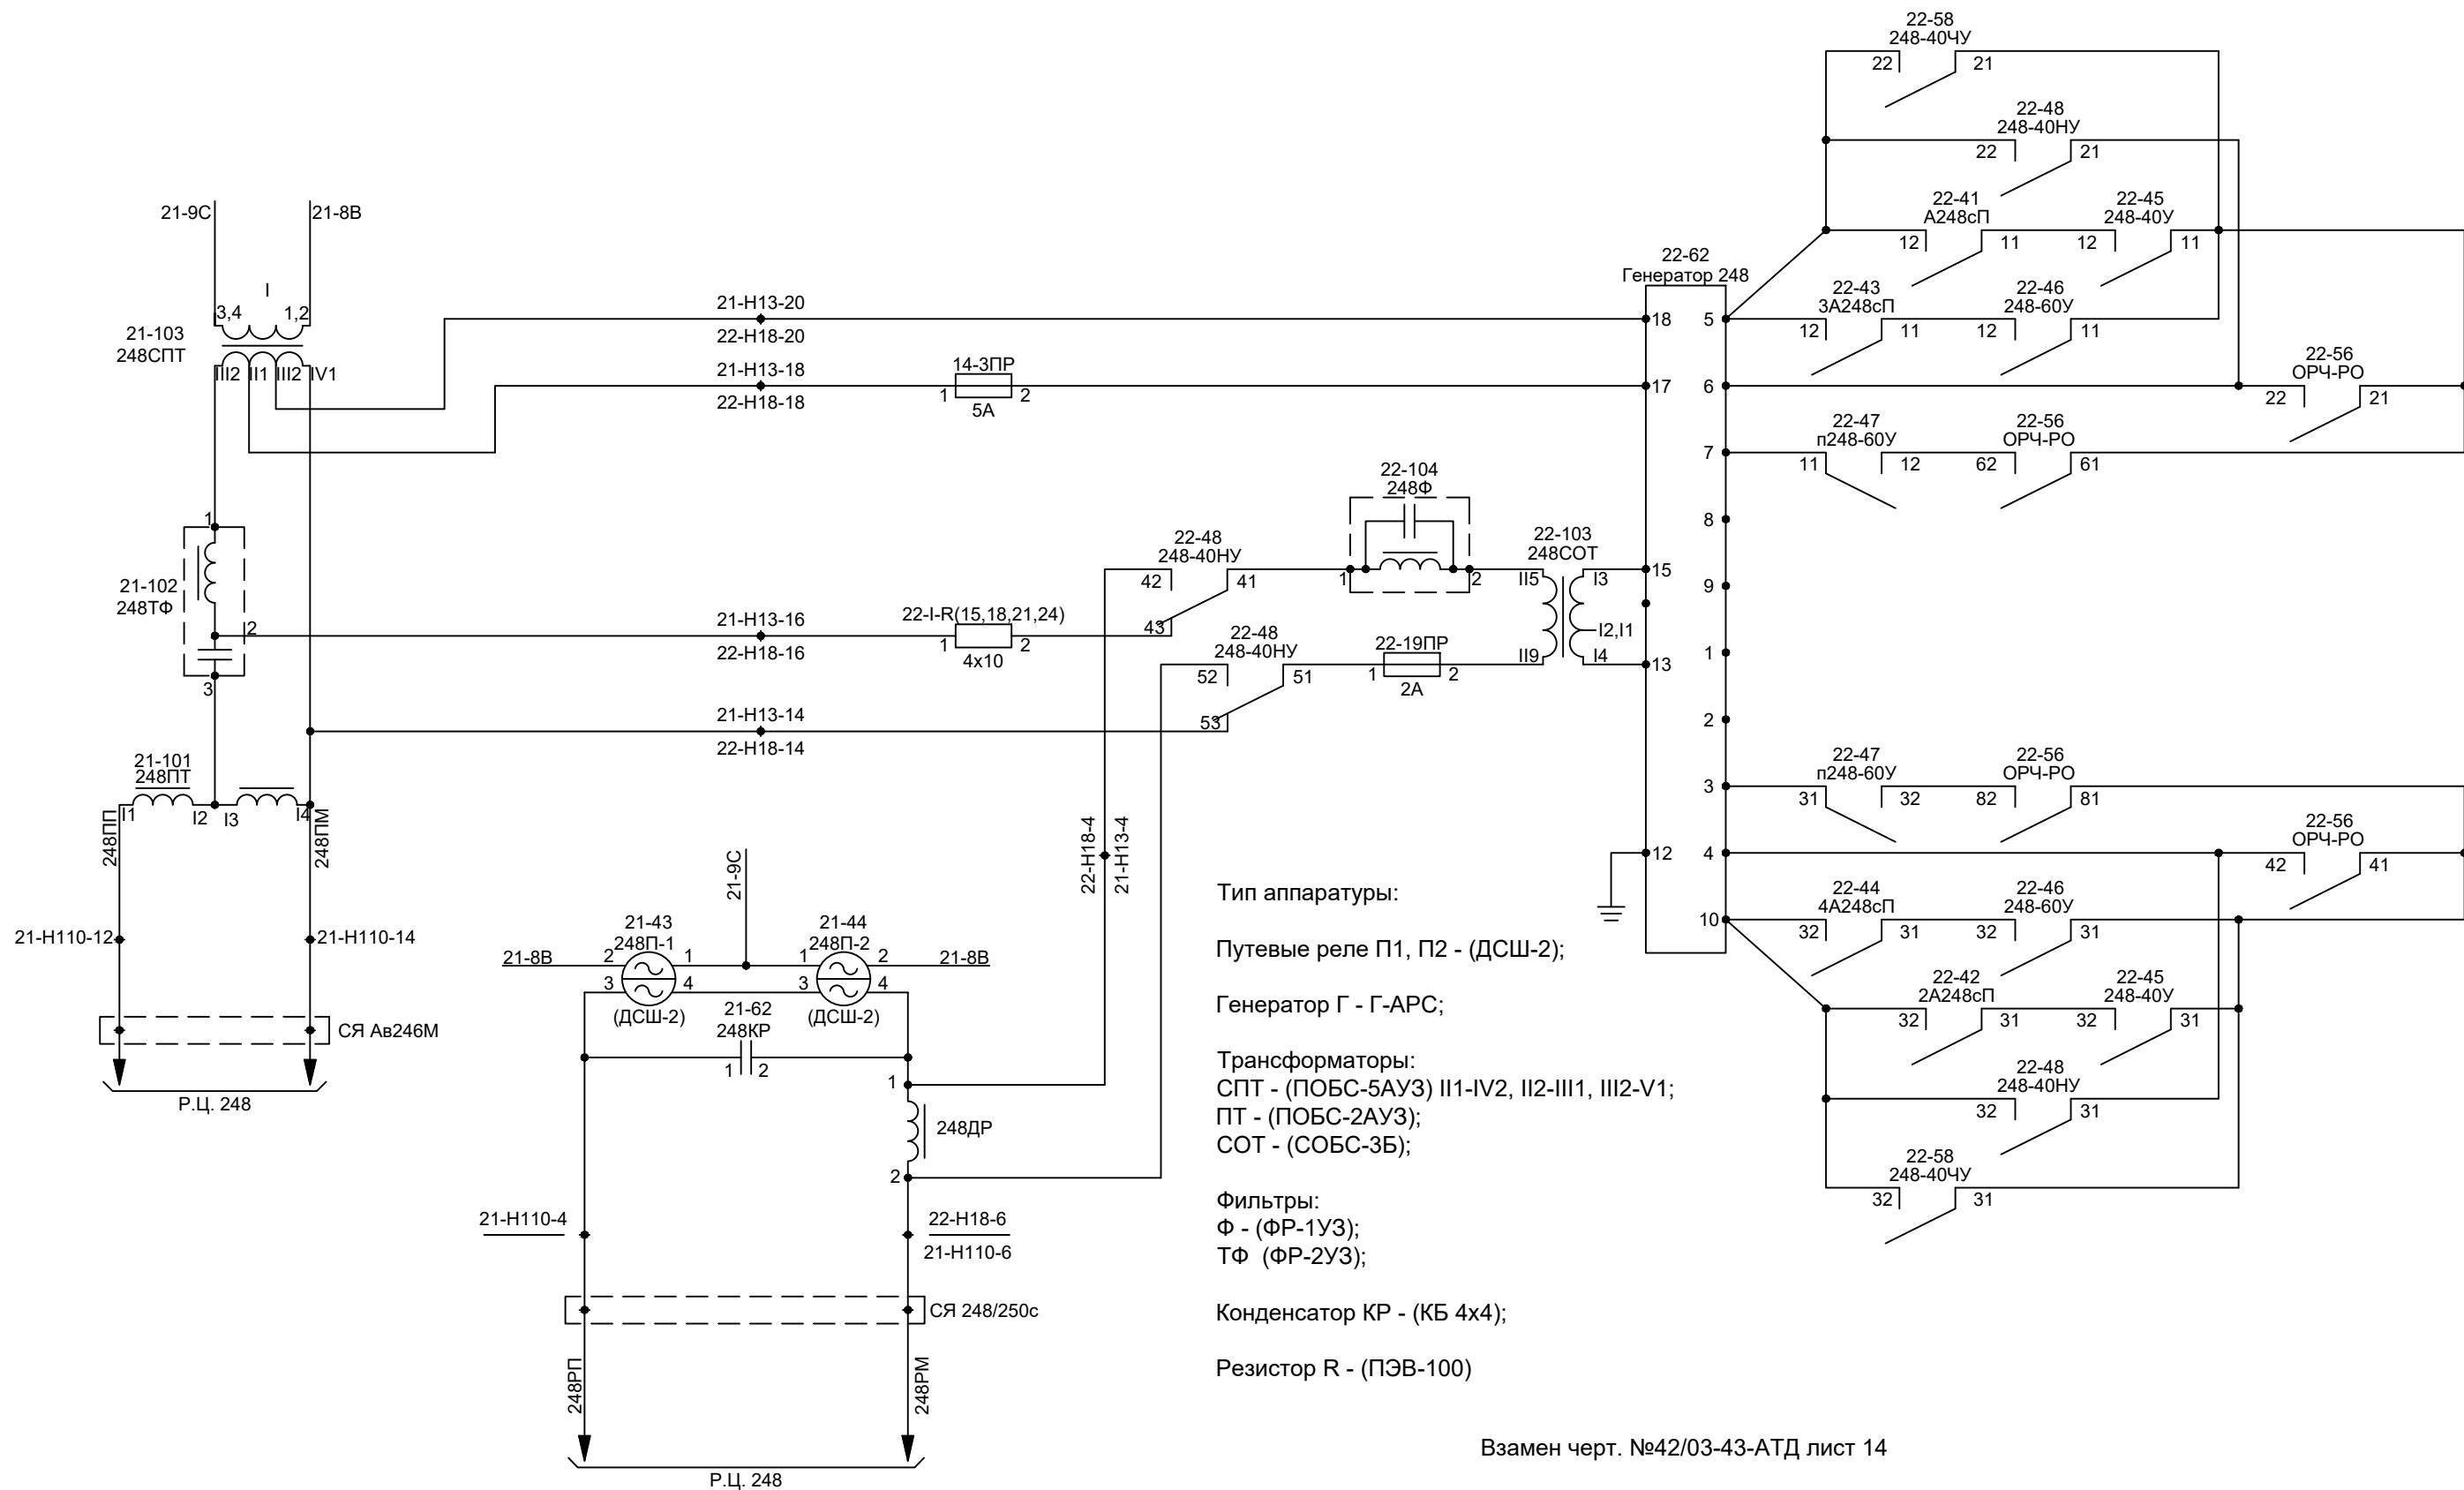 22-58
248-40ЧУ
22 21
22-48
248-40НУ
22 21
22-41
А248сП
12 11
22-45
248-40У
12 11
22-43
3А248сП
12 11
22-46
248-60У
12 11
22-56
ОРЧ-РО
22 21
22-47
п248-60У
11 12
22-56
ОРЧ-РО
62 61
22-62
Генератор 248
18 5
17 6
7
8
15
9
1
13
2
3
12 4
10
21-9С 21-8В
I
3,4 1,2
21-103
248СПТ
III2 II1 III2 IV1
21-Н13-20
22-Н18-20
21-Н13-18
22-Н18-18
14-3ПР
1 2
5А
1
21-102
248ТФ
2
3
21-Н13-16
22-Н18-16
22-I-R(15,18,21,24)
1 2
4х10
21-Н13-14
22-Н18-14
22-48
248-40НУ
42 41
43
22-48
248-40НУ
52 51
53
22-104
248Ф
1 2
22-103
248СОТ
II5 I3
I2,I1
II9 I4
22-19ПР
1 2
2А
21-101
248ПТ
I1 I2 I3 I4
248ПП
248ПМ
21-Н110-12
21-Н110-14
СЯ Ав246М
Р.Ц. 248
21-9С
22-Н18-4
21-Н13-4
21-43
248П-1
21-44
248П-2
21-8В
2 1
1 2
21-8В
3 4
3 4
(ДСШ-2)
(ДСШ-2)
21-62
248КР
1 2
1
248ДР
2
21-Н110-4
22-Н18-6
21-Н110-6
СЯ 248/250с
248РП
248РМ
Р.Ц. 248
22-47
п248-60У
31 32
22-56
ОРЧ-РО
82 81
22-56
ОРЧ-РО
42 41
22-44
4А248сП
32 31
22-46
248-60У
32 31
22-42
2А248сП
32 31
22-45
248-40У
32 31
22-48
248-40НУ
32 31
22-58
248-40ЧУ
32 31
Тип аппаратуры:
Путевые реле П1, П2 - (ДСШ-2);
Генератор Г - Г-АРС;
Трансформаторы:
СПТ - (ПОБС-5АУЗ) II1-IV2, II2-III1, III2-V1;
ПТ - (ПОБС-2АУЗ);
СОТ - (СОБС-3Б);
Фильтры:
Ф - (ФР-1УЗ);
ТФ (ФР-2УЗ);
Конденсатор КР - (КБ 4х4);
Резистор R - (ПЭВ-100)
Взамен черт. №42/03-43-АТД лист 14